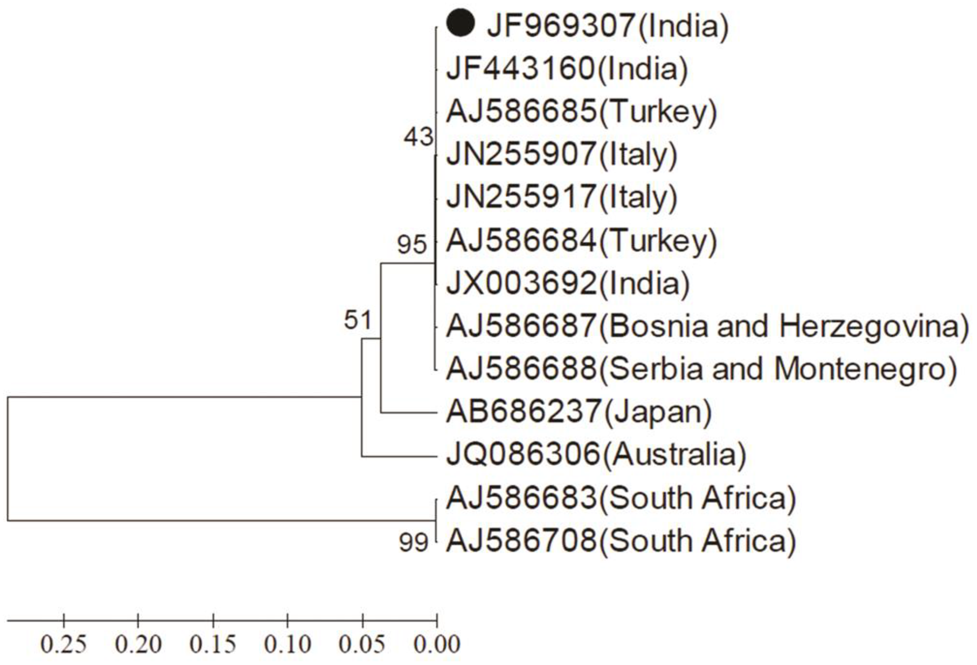 JF969307(India)
JF443160(India)
AJ586685(Turkey)
43
JN255907(Italy)
JN255917(Italy)
95
AJ586684(Turkey)
JX003692(India)
51
AJ586687(Bosnia and Herzegovina)
AJ586688(Serbia and Montenegro)
AB686237(Japan)
JQ086306(Australia)
AJ586683(South Africa)
99
AJ586708(South Africa)
0.25 0.20 0.15 0.10 0.05 0.00